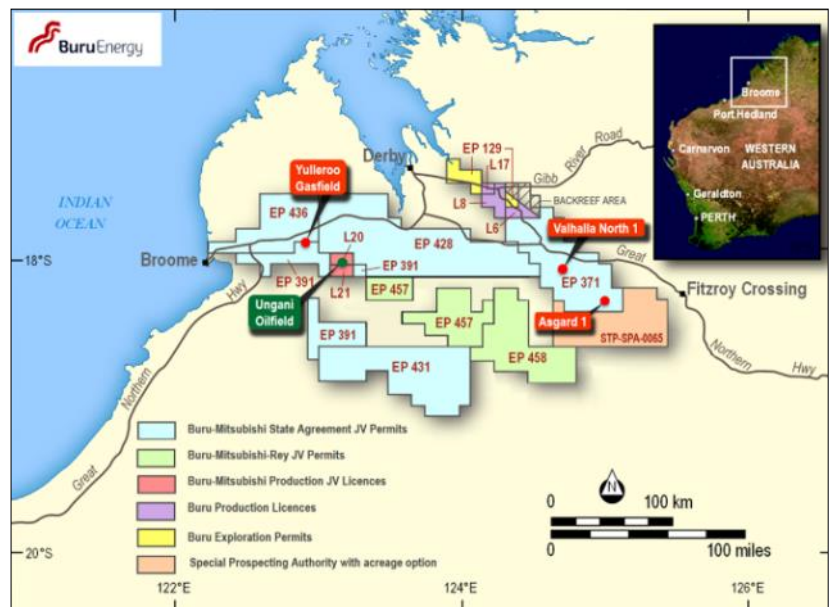 BuruEnergy
INDIAN
OCEAN
Derby
EP 129
L17
Gibb
River
Road
BACKREEF AREA
L8
L6
Yulleroo
Gasfield
EP 436
L20
EP 428
Valhalla North 1
18°S
Broome
EP 391
EP 391
Great
EP 371
L21
EP 457
Fitzroy Crossing
Hwy
Ungani
Oilfield
EP 457
Asgard 1
EP 391
STP-SPA-0065
EP 458
EP 431
Northern
Hwy
Northern
Great
Buru-Mitsubishi State Agreement JV Permits
Buru-Mitsubishi-Rey JV Permits
Buru-Mitsubishi Production JV Licences
Buru Production Licences
Buru Exploration Permits
Special Prospecting Authority with acreage option
N
0 100 km
0 100 miles
20°S
122°E
124°E
126°E
Broome
Port Hedland
Carnarvon
WESTERN
AUSTRALIA
Geraldton
PERTH